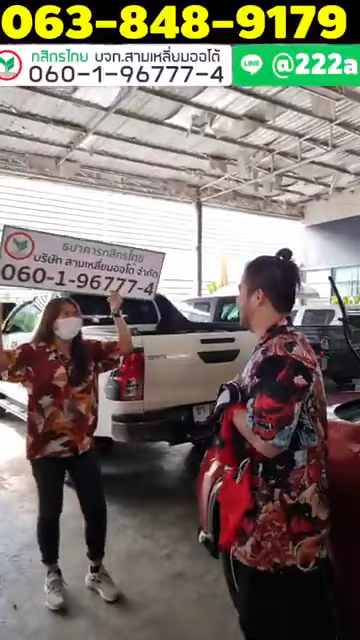 063-848-9179
กสิกรไทย บจก.สามเหลี่ยมออโต้
060-1-96777-4
LINE @222a
ธนาคารกสิกรไทย
บริษัท สามเหลี่ยมออโต้ จำกัด
060-1-96777-4